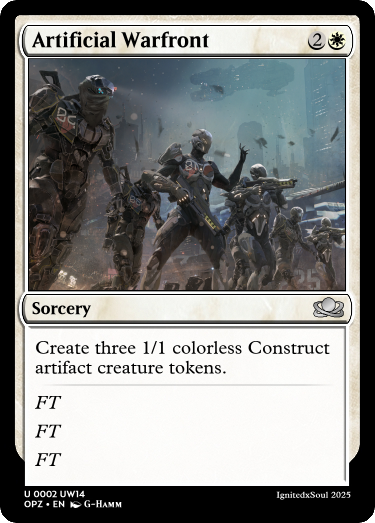 Artificial Warfront 2
Sorcery
Create three 1/1 colorless Construct
artifact creature tokens.
FT
FT
FT
U 0002 UW14
OPZ • EN G-Hamm
IgnitedxSoul 2025